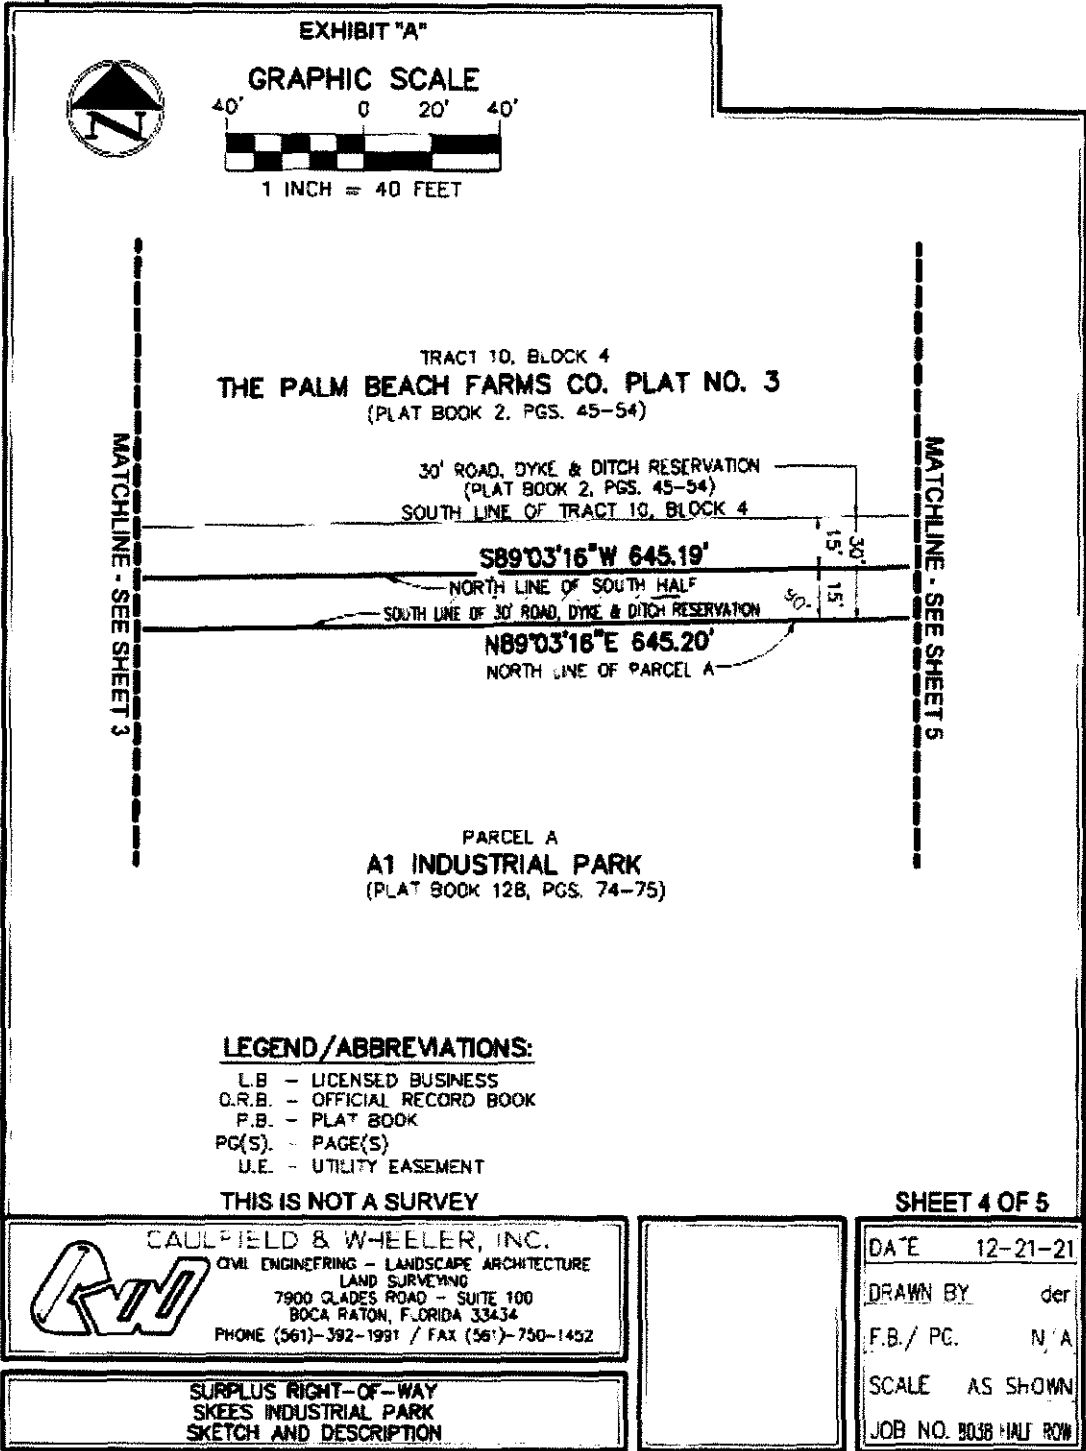 EXHIBIT "A"
GRAPHIC SCALE
40' 0 20' 40'
N
1 INCH = 40 FEET
TRACT 10, BLOCK 4
THE PALM BEACH FARMS CO. PLAT NO. 3
(PLAT BOOK 2, PGS. 45-54)
MATCHLINE - SEE SHEET 3
MATCHLINE - SEE SHEET 5
30' ROAD, DYKE & DITCH RESERVATION
(PLAT BOOK 2, PGS. 45-54)
SOUTH LINE OF TRACT 10, BLOCK 4
15' 30'
S89°03'16"W 645.19'
NORTH LINE OF SOUTH HALF
15'
SOUTH LINE OF 30' ROAD, DYKE & DITCH RESERVATION
N89°03'16"E 645.20'
NORTH LINE OF PARCEL A
PARCEL A
A1 INDUSTRIAL PARK
(PLAT BOOK 128, PGS. 74-75)
LEGEND/ABBREVIATIONS:
L.B - LICENSED BUSINESS
O.R.B. - OFFICIAL RECORD BOOK
P.B. - PLAT BOOK
PG(S). - PAGE(S)
U.E. - UTILITY EASEMENT
THIS IS NOT A SURVEY
SHEET 4 OF 5
CAULFIELD & WHEELER, INC.
CIVIL ENGINEERING - LANDSCAPE ARCHITECTURE
LAND SURVEYING
7900 GLADES ROAD - SUITE 100
BOCA RATON, FLORIDA 33434
PHONE (561)-392-1991 / FAX (561)-750-1452
SURPLUS RIGHT-OF-WAY
SKEES INDUSTRIAL PARK
SKETCH AND DESCRIPTION
DATE 12-21-21
DRAWN BY der
F.B./ PG. N/A
SCALE AS SHOWN
JOB NO. 8038 HALF ROW